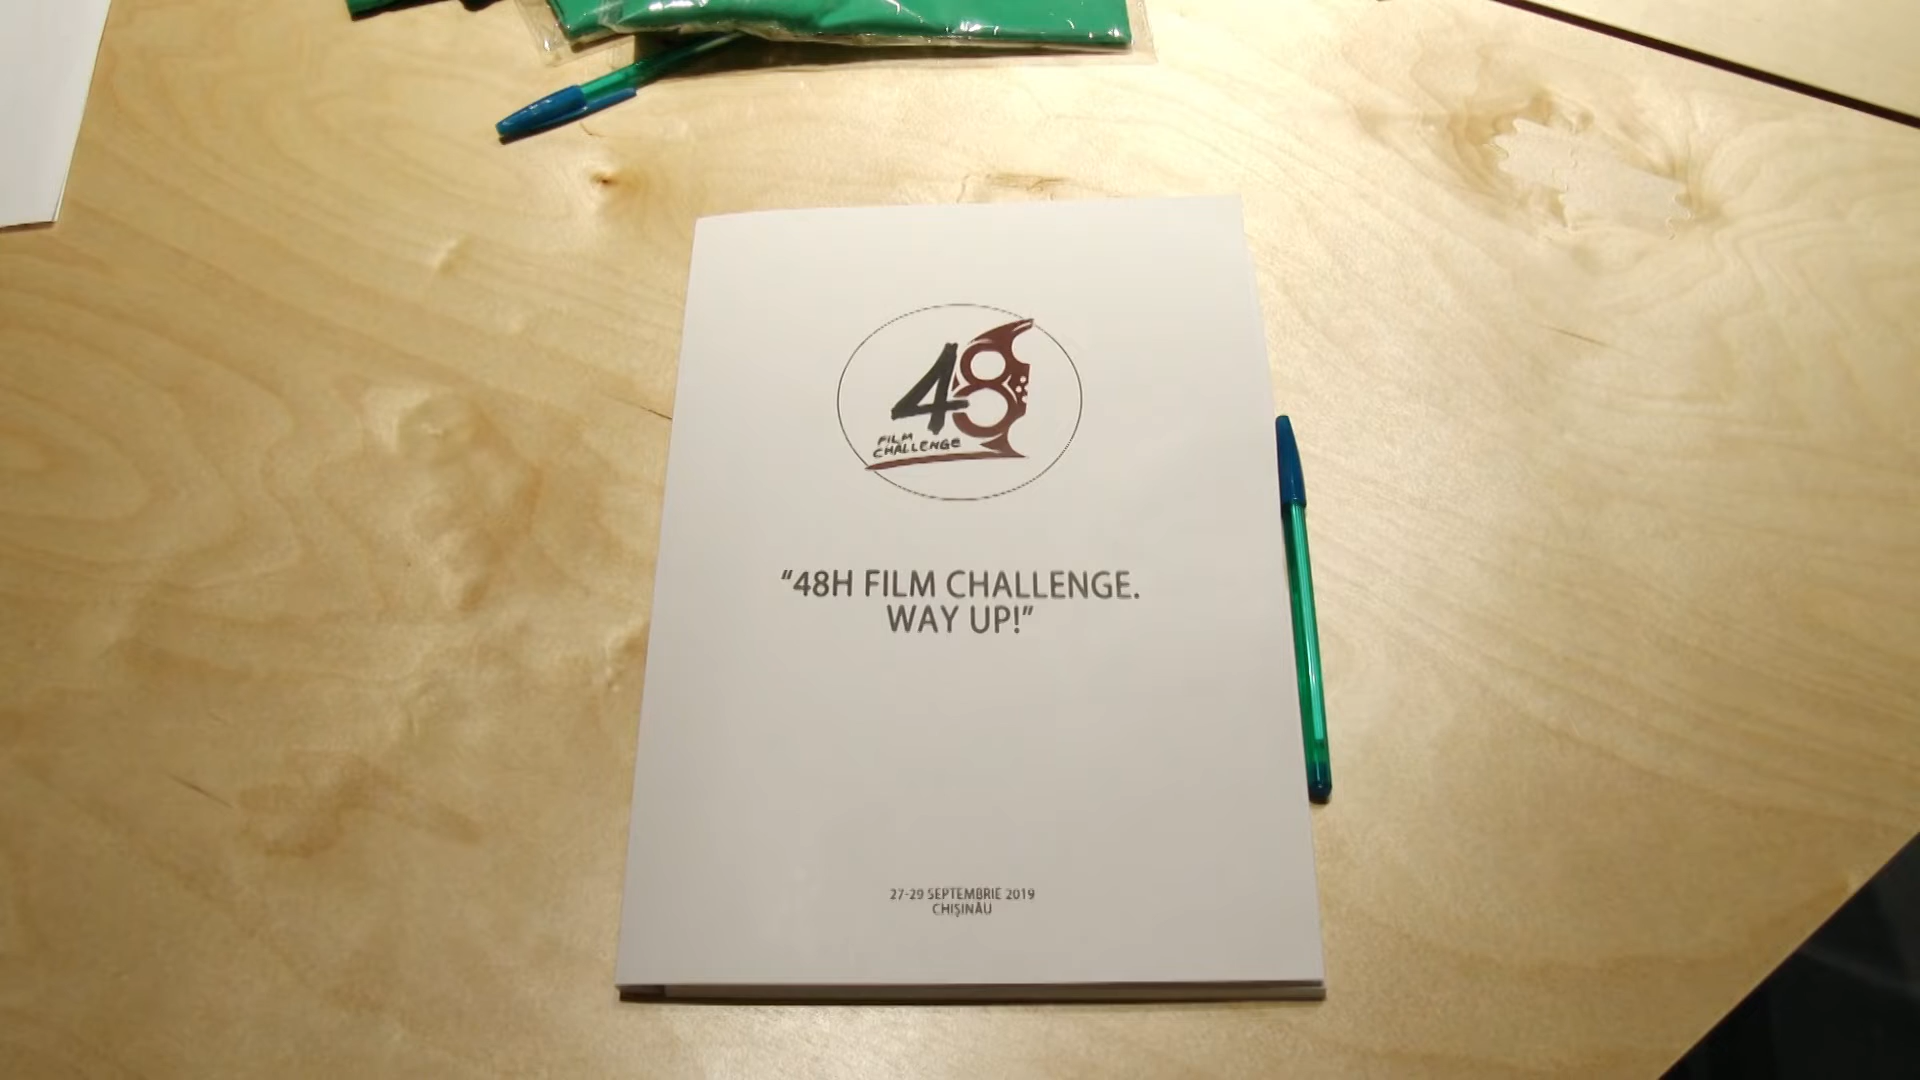 48
FILM
CHALLENGE
“48H FILM CHALLENGE.
WAY UP!”
27-29 SEPTEMBRIE 2019
CHIȘINĂU